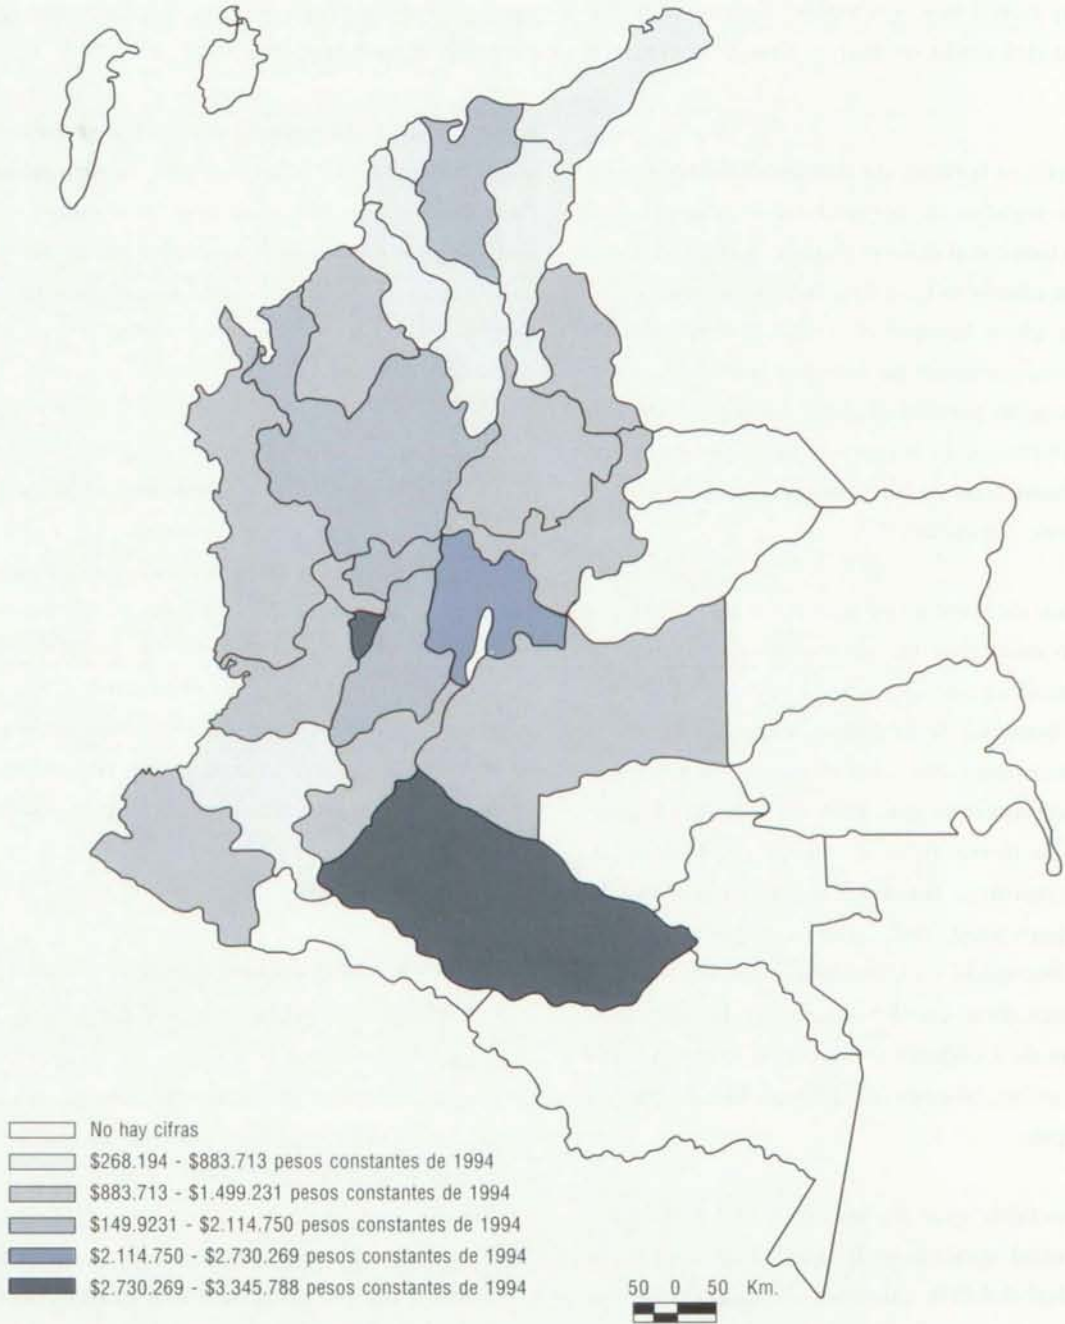 No hay cifras
$268.194 - $883.713 pesos constantes de 1994
$883.713 - $1.499.231 pesos constantes de 1994
$149.9231 - $2.114.750 pesos constantes de 1994
$2.114.750 - $2.730.269 pesos constantes de 1994
$2.730.269 - $3.345.788 pesos constantes de 1994
50 0 50 Km.